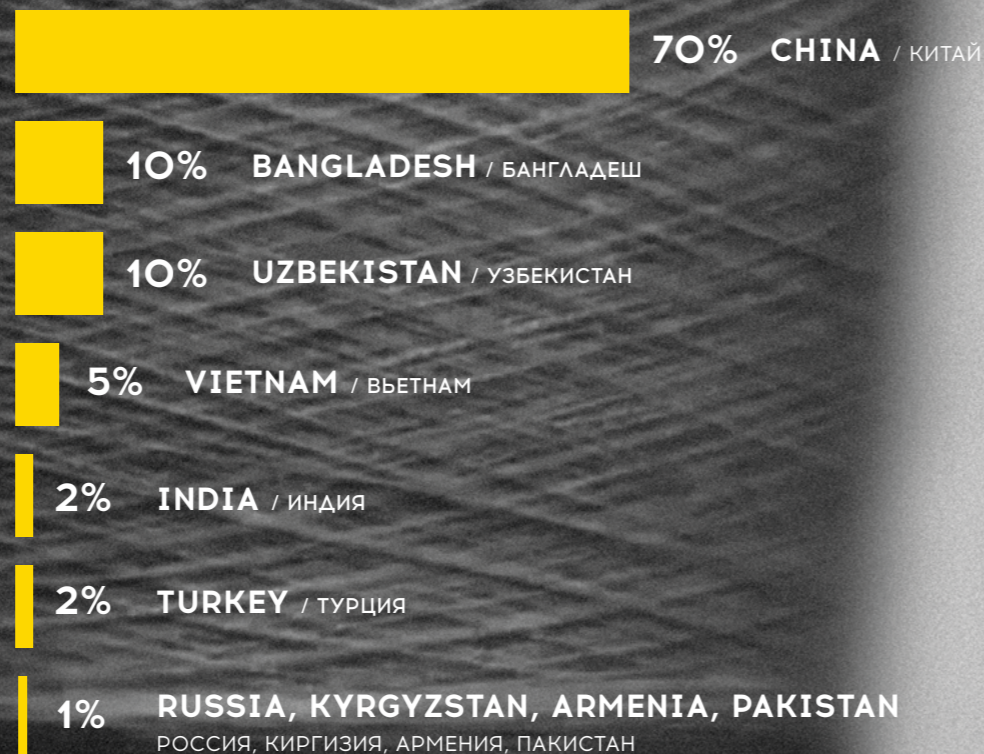 70% CHINA / КИТАЙ
10% BANGLADESH / БАНГЛАДЕШ
10% UZBEKISTAN / УЗБЕКИСТАН
5% VIETNAM / ВЬЕТНАМ
2% INDIA / ИНДИЯ
2% TURKEY / ТУРЦИЯ
1% RUSSIA, KYRGYZSTAN, ARMENIA, PAKISTAN
РОССИЯ, КИРГИЗИЯ, АРМЕНИЯ, ПАКИСТАН